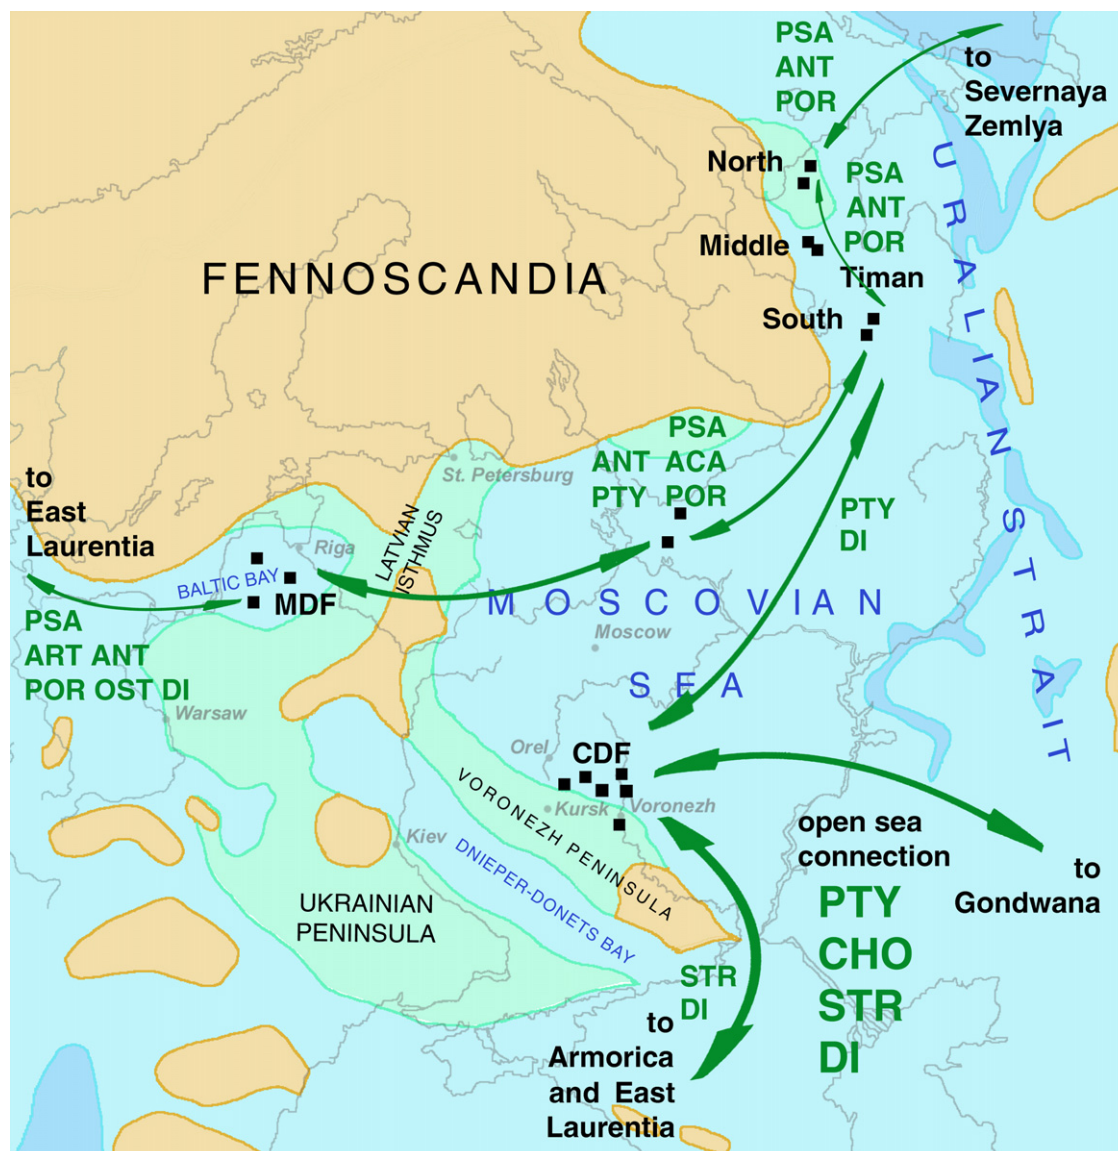 PSA
ANT
POR
to
Severnaya
Zemlya
North
PSA
ANT
POR
Middle
Timan
South
FENNOSCANDIA
URALIAN STRAIT
to
East
Laurentia
St. Petersburg
PSA
ANT ACA
PTY POR
PTY
DI
Riga
LATVIAN
ISTHMUS
BALTIC BAY
MDF
MOSCOVIAN
SEA
Moscow
PSA
ART ANT
POR OST DI
Warsaw
Orel
CDF
Kursk
Voronezh
VORONEZH PENINSULA
Kiev
DNIEPER-DONETS BAY
UKRAINIAN
PENINSULA
open sea
connection
PTY
CHO
STR
DI
to
Gondwana
STR
DI
to
Armorica
and East
Laurentia